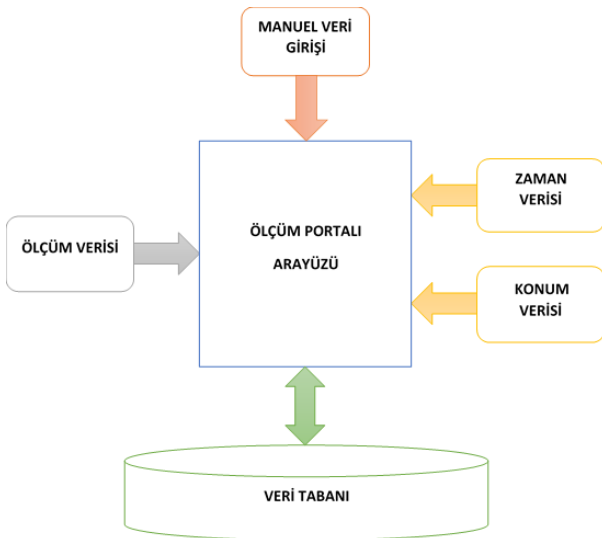 MANUEL VERİ
GİRİŞİ
ZAMAN
VERİSİ
ÖLÇÜM VERİSİ
ÖLÇÜM PORTALI
ARAYÜZÜ
KONUM
VERİSİ
VERİ TABANI